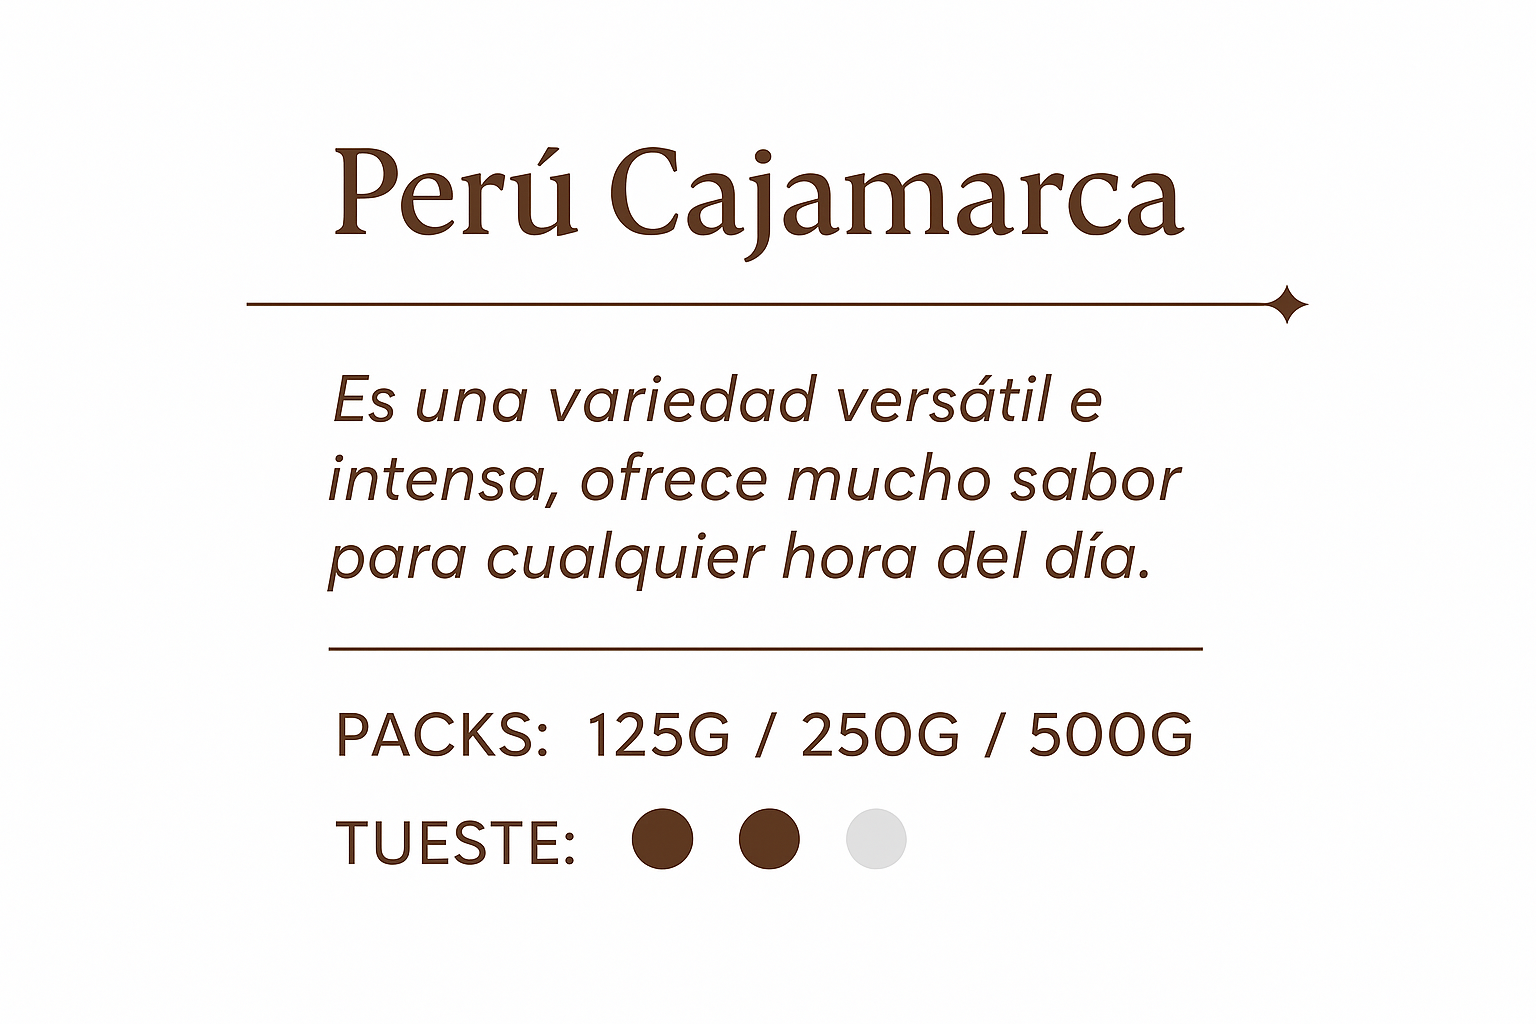 Perú Cajamarca
Es una variedad versátil e
intensa, ofrece mucho sabor
para cualquier hora del día.
PACKS: 125G / 250G / 500G
TUESTE: